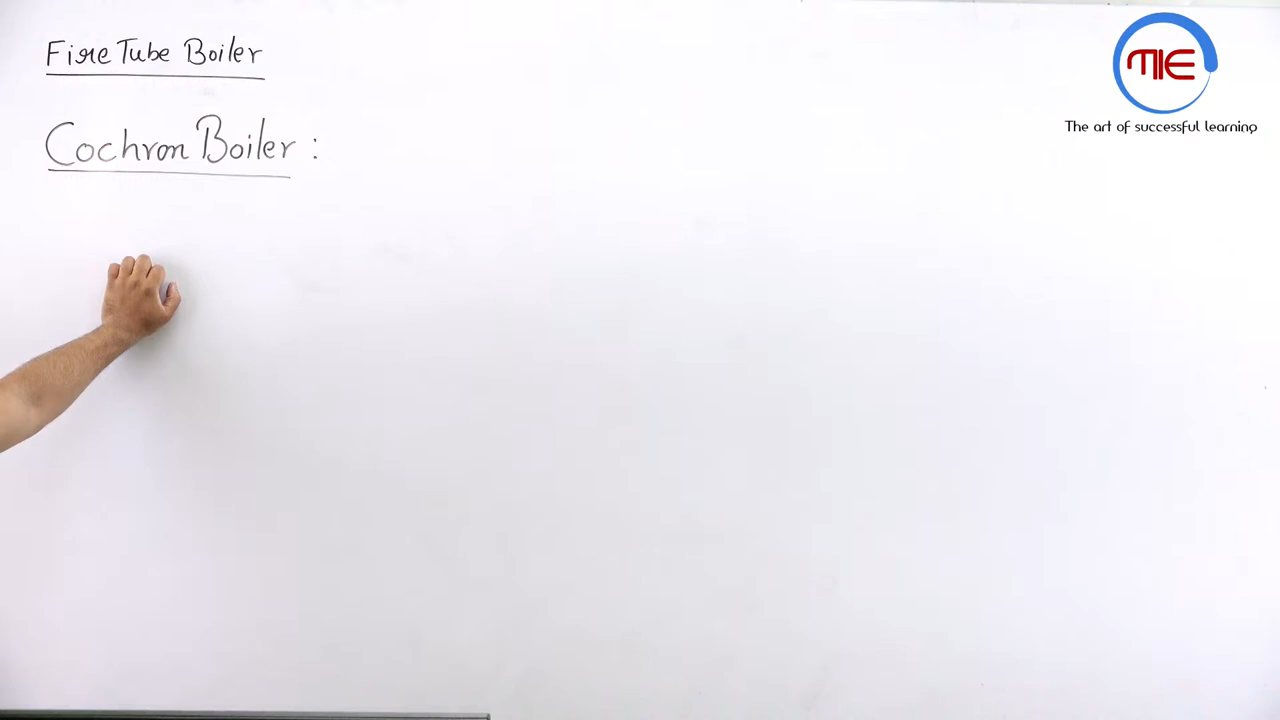 Fire Tube Boiler
Cochron Boiler :
MIE
The art of successful learning